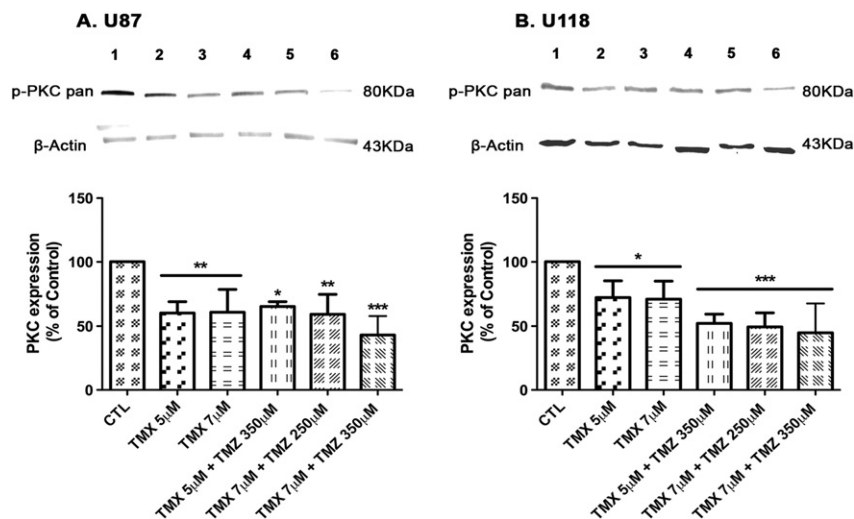 A. U87
1 2 3 4 5 6
p-PKC pan 80KDa
β-Actin 43KDa
PKC expression
(% of Control)
150
100
50
0
**
*
**
***
CTL
TMX 5μM
TMX 7μM
TMX 5μM + TMZ 350μM
TMX 7μM + TMZ 250μM
TMX 7μM + TMZ 350μM
B. U118
1 2 3 4 5 6
p-PKC pan 80KDa
β-Actin 43KDa
PKC expression
(% of Control)
150
100
50
0
*
***
CTL
TMX 5μM
TMX 7μM
TMX 5μM + TMZ 350μM
TMX 7μM + TMZ 250μM
TMX 7μM + TMZ 350μM